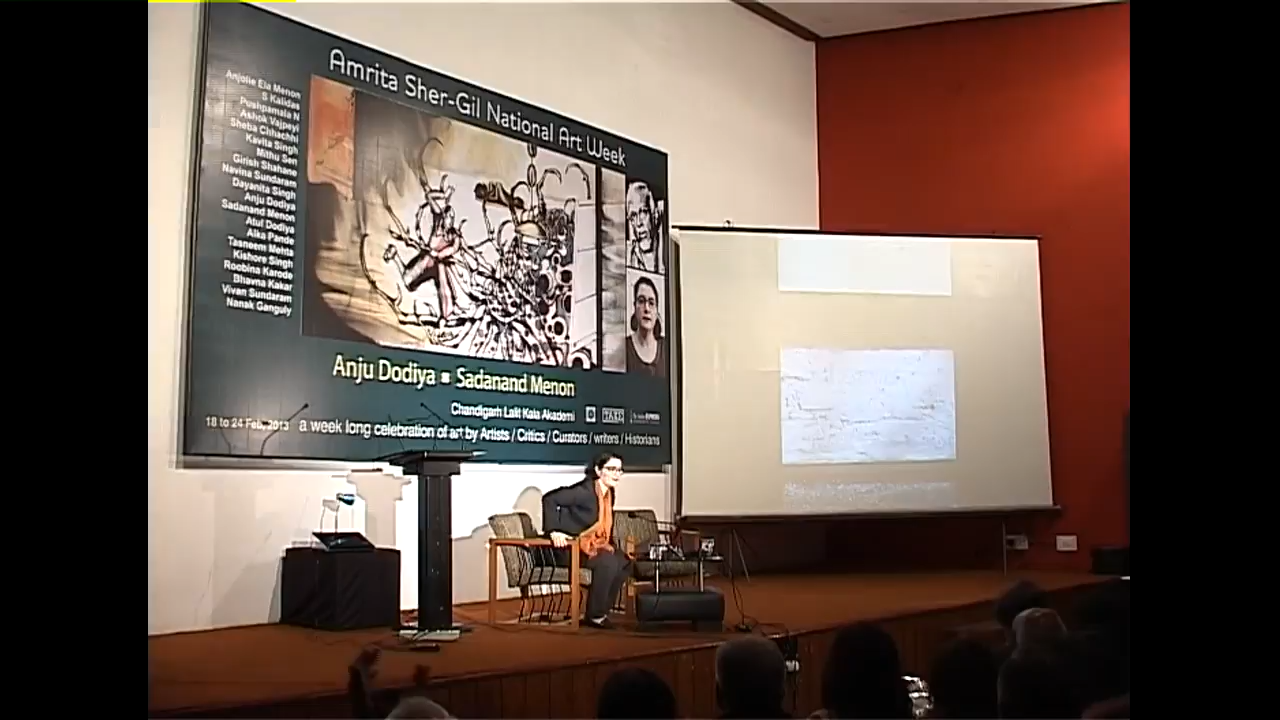 Amrita Sher-Gil National Art Week
Anjolie Ela Menon
S Kalidas
Pushpamala N
Ashok Vajpeyi
Sheba Chhachhi
Kavita Singh
Mithu Sen
Girish Shahane
Navina Sundaram
Dayanita Singh
Anju Dodiya
Sadanand Menon
Atul Dodiya
Alka Pande
Tasneem Mehta
Kishore Singh
Roobina Karode
Bhavna Kakar
Vivan Sundaram
Nanak Ganguly
Anju Dodiya ■ Sadanand Menon
Chandigarh Lalit Kala Akademi
TAKE
18 to 24 Feb, 2013 a week long celebration of art by Artists / Critics / Curators / writers / Historians